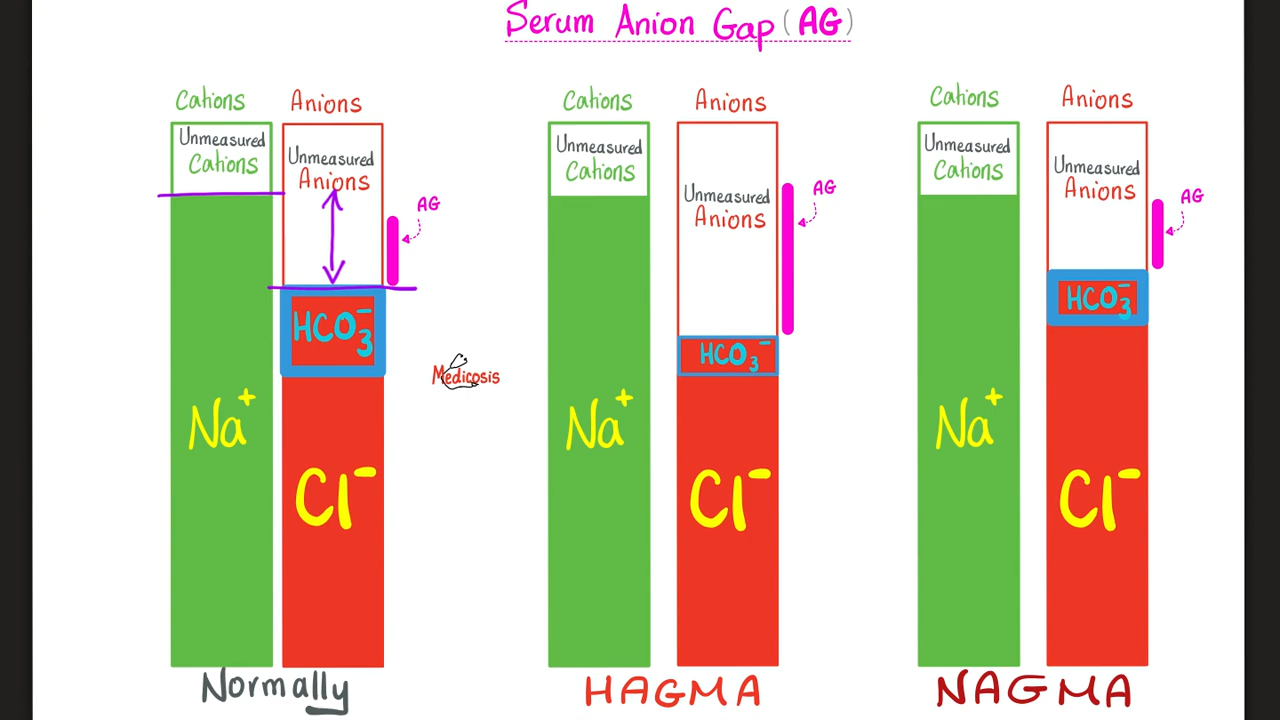 Serum Anion Gap (AG)
Cations
Anions
Unmeasured
Cations
Unmeasured
Anions
AG
HCO₃⁻
Na⁺
Cl⁻
Normally
Medicosis
Cations
Anions
Unmeasured
Cations
Unmeasured
Anions
AG
HCO₃⁻
Na⁺
Cl⁻
HAGMA
Cations
Anions
Unmeasured
Cations
Unmeasured
Anions
AG
HCO₃⁻
Na⁺
Cl⁻
NAGMA